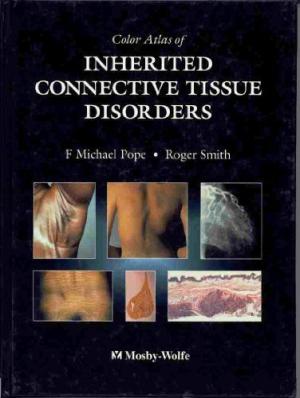 Color Atlas of
INHERITED
CONNECTIVE TISSUE
DISORDERS
F Michael Pope • Roger Smith
M Mosby-Wolfe